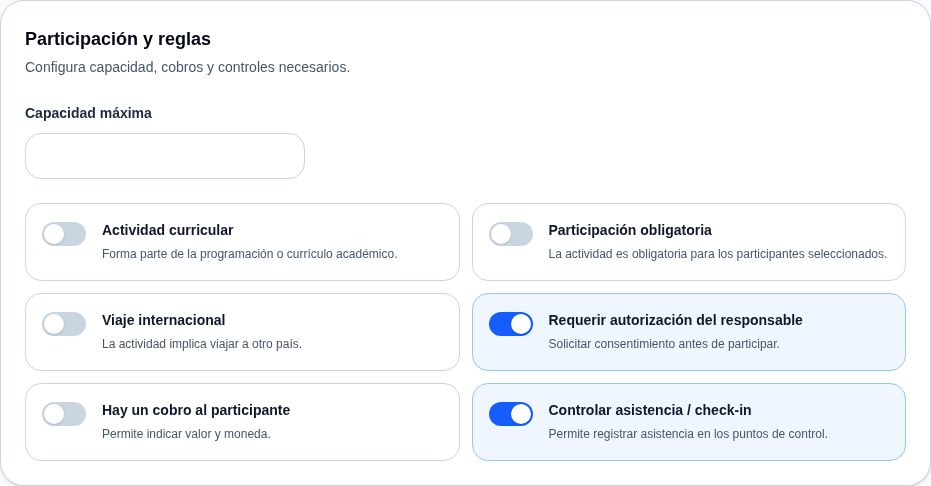 Participación y reglas
Configura capacidad, cobros y controles necesarios.
Capacidad máxima
Actividad curricular
Forma parte de la programación o currículo académico.
Participación obligatoria
La actividad es obligatoria para los participantes seleccionados.
Viaje internacional
La actividad implica viajar a otro país.
Requerir autorización del responsable
Solicitar consentimiento antes de participar.
Hay un cobro al participante
Permite indicar valor y moneda.
Controlar asistencia / check-in
Permite registrar asistencia en los puntos de control.